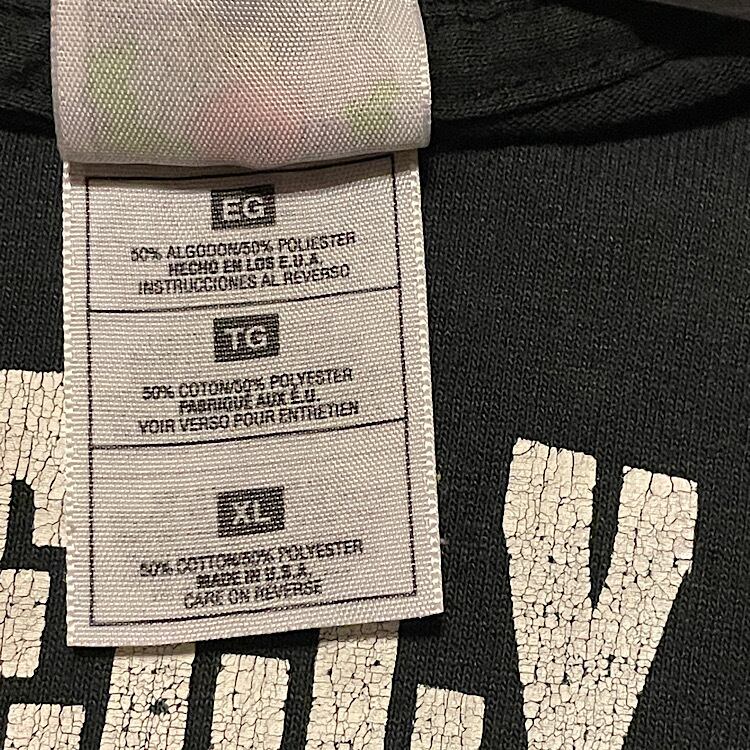 EG
50% ALGODON/50% POLIESTER
HECHO EN LOS E.U.A.
INSTRUCCIONES AL REVERSO
TG
50% COTON/50% POLYESTER
FABRIQUÉ AUX E.U.
VOIR VERSO POUR ENTRETIEN
XL
50% COTTON/50% POLYESTER
MADE IN U.S.A.
CARE ON REVERSE